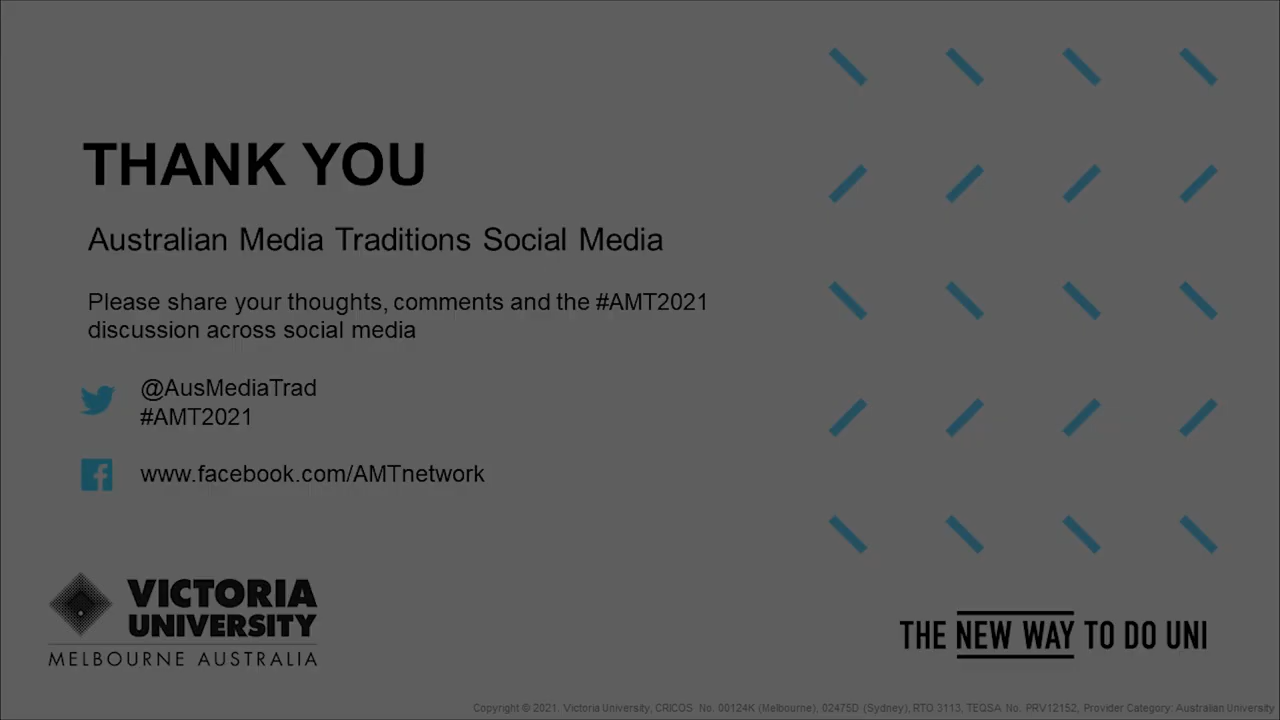 THANK YOU
Australian Media Traditions Social Media
Please share your thoughts, comments and the #AMT2021
discussion across social media
@AusMediaTrad
#AMT2021
www.facebook.com/AMTnetwork
VICTORIA
UNIVERSITY
MELBOURNE AUSTRALIA
THE NEW WAY TO DO UNI
Copyright © 2021. Victoria University, CRICOS No. 00124K (Melbourne), 02475D (Sydney), RTO 3113, TEQSA No. PRV12152, Provider Category: Australian University.